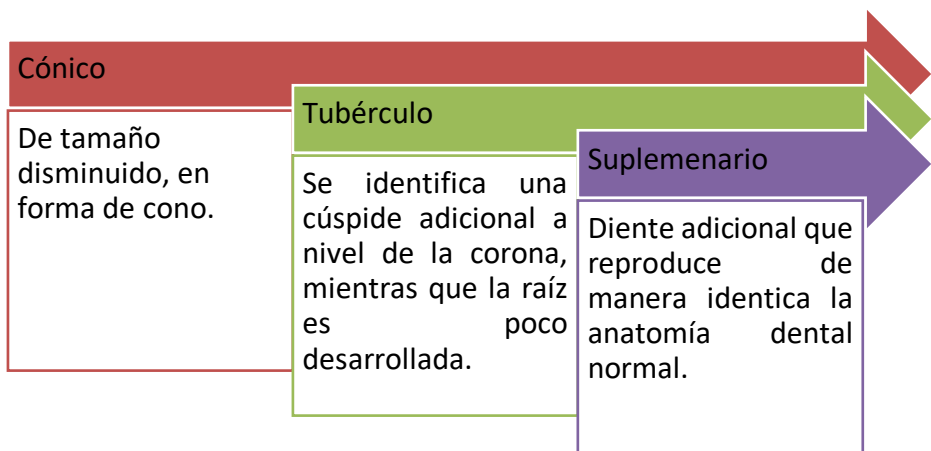 Cónico
De tamaño
disminuido, en
forma de cono.
Tubérculo
Se identifica una
cúspide adicional a
nivel de la corona,
mientras que la raíz
es poco
desarrollada.
Suplemenario
Diente adicional que
reproduce de
manera identica la
anatomía dental
normal.